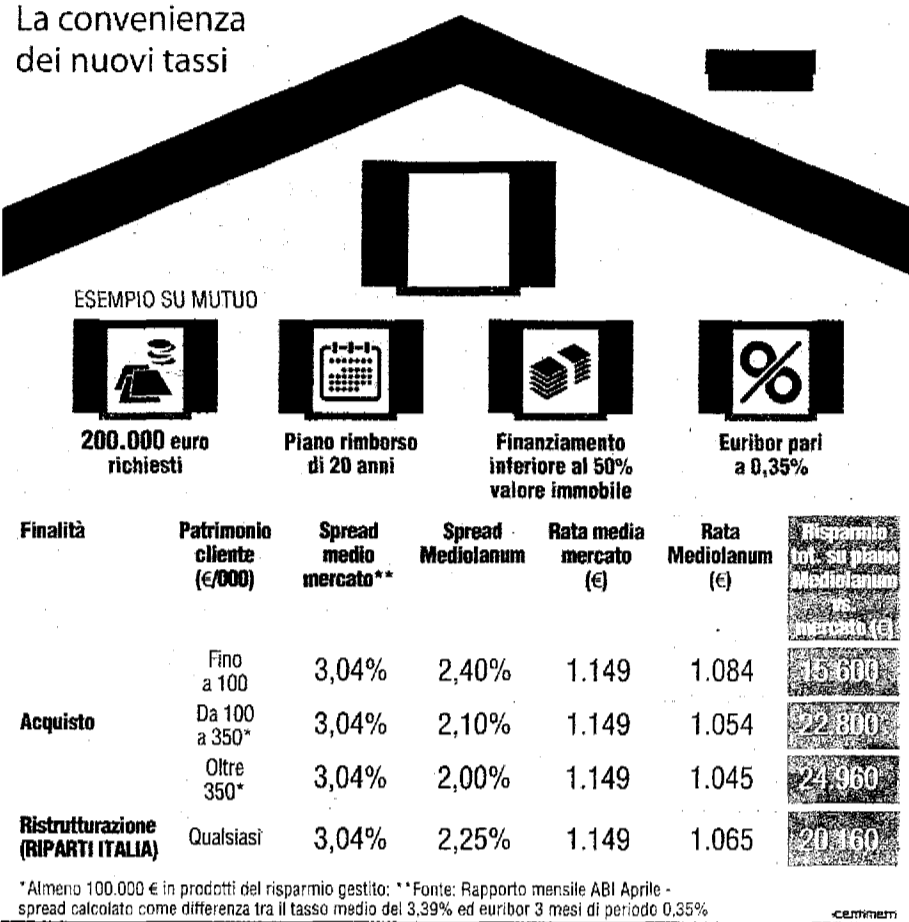 La convenienza
dei nuovi tassi
ESEMPIO SU MUTUO
200.000 euro
richiesti
Piano rimborso
di 20 anni
Finanziamento
inferiore al 50%
valore immobile
Euribor pari
a 0,35%
Finalità
Patrimonio
cliente
(€/000)
Spread
medio
mercato**
Spread
Mediolanum
Rata media
mercato
(€)
Rata
Mediolanum
(€)
Risparmio
tot. su piano
Mediolanum
vs.
mercato (€)
Acquisto
Fino
a 100
3,04% 2,40% 1.149 1.084 15.600
Da 100
a 350*
3,04% 2,10% 1.149 1.054 22.800
Oltre
350*
3,04% 2,00% 1.149 1.045 24.960
Ristrutturazione
(RIPARTI ITALIA)
Qualsiasi 3,04% 2,25% 1.149 1.065 20.160
*Almeno 100.000 € in prodotti del risparmio gestito; **Fonte: Rapporto mensile ABI Aprile -
spread calcolato come differenza tra il tasso medio del 3,39% ed euribor 3 mesi di periodo 0,35%
centimetri